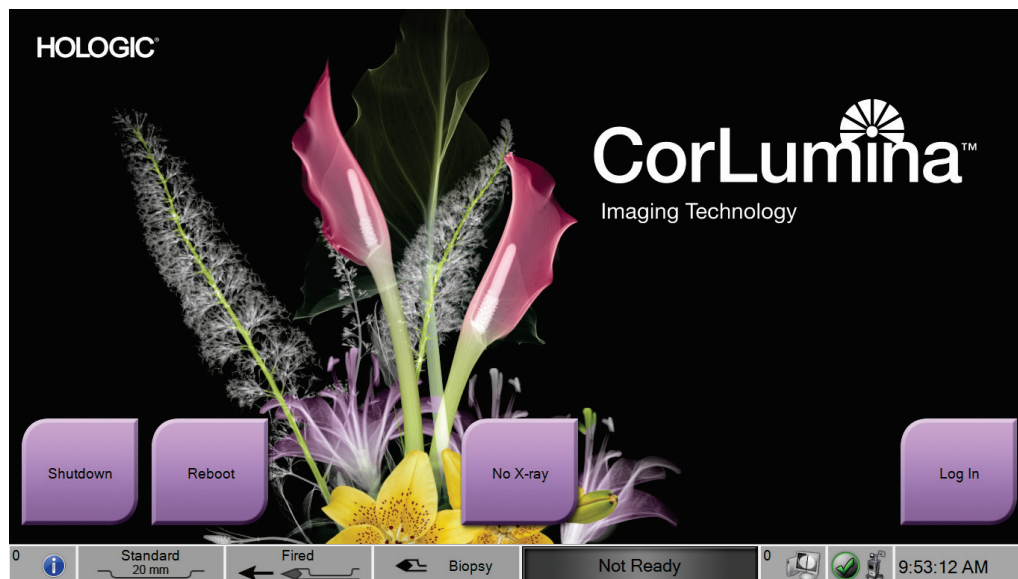 HOLOGIC®
CorLumina™
Imaging Technology
Shutdown
Reboot
No X-ray
Log In
0
Standard
20 mm
Fired
Biopsy
Not Ready
0
9:53:12 AM